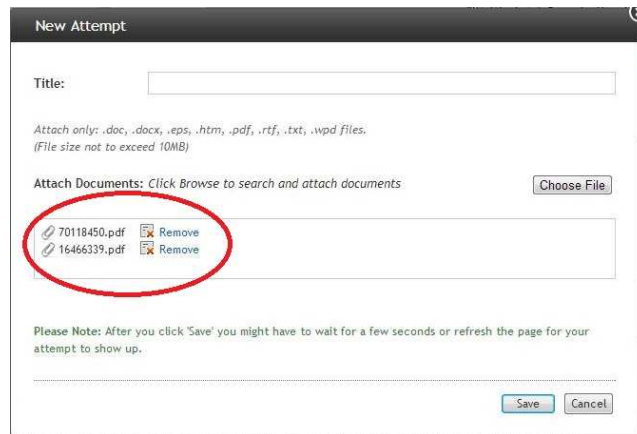 New Attempt
Title:
Attach only: .doc, .docx, .eps, .htm, .pdf, .rtf, .txt, .wpd files.
(File size not to exceed 10MB)
Attach Documents: Click Browse to search and attach documents
Choose File
70118450.pdf Remove
16466339.pdf Remove
Please Note: After you click 'Save' you might have to wait for a few seconds or refresh the page for your
attempt to show up.
Save Cancel